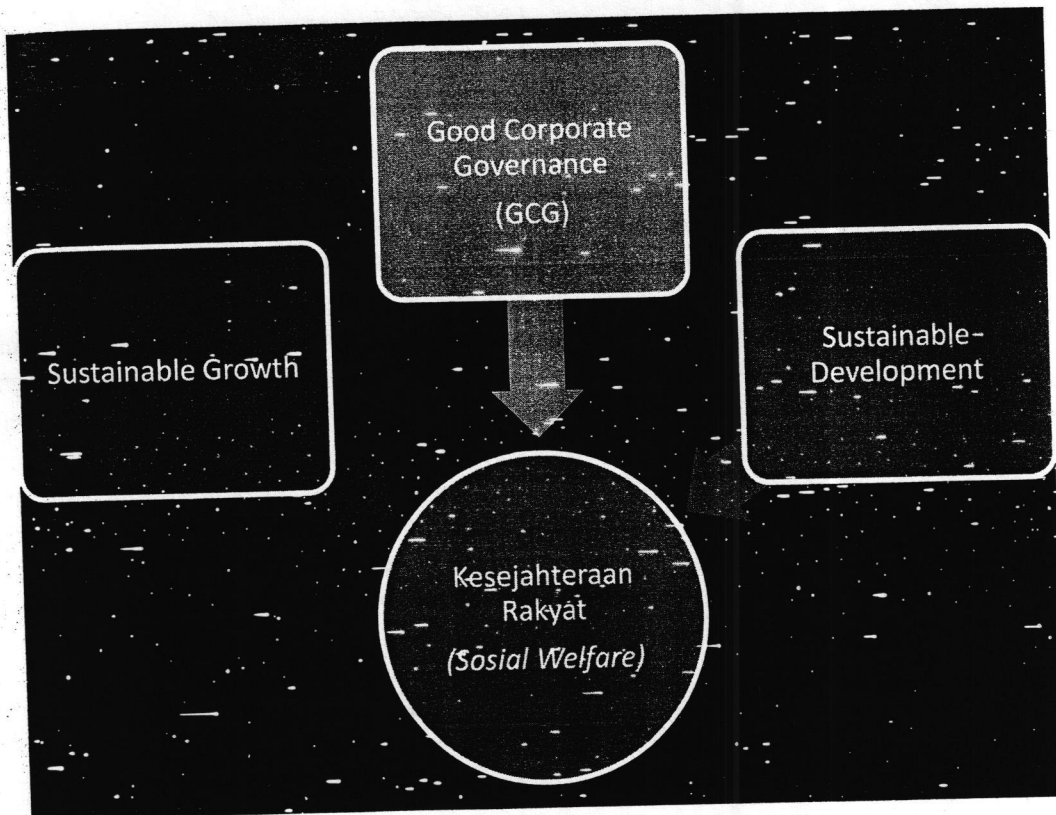 Good Corporate
Governance
(GCG)
Sustainable Growth
Sustainable
Development
Kesejahteraan
Rakyat
(Sosial Welfare)